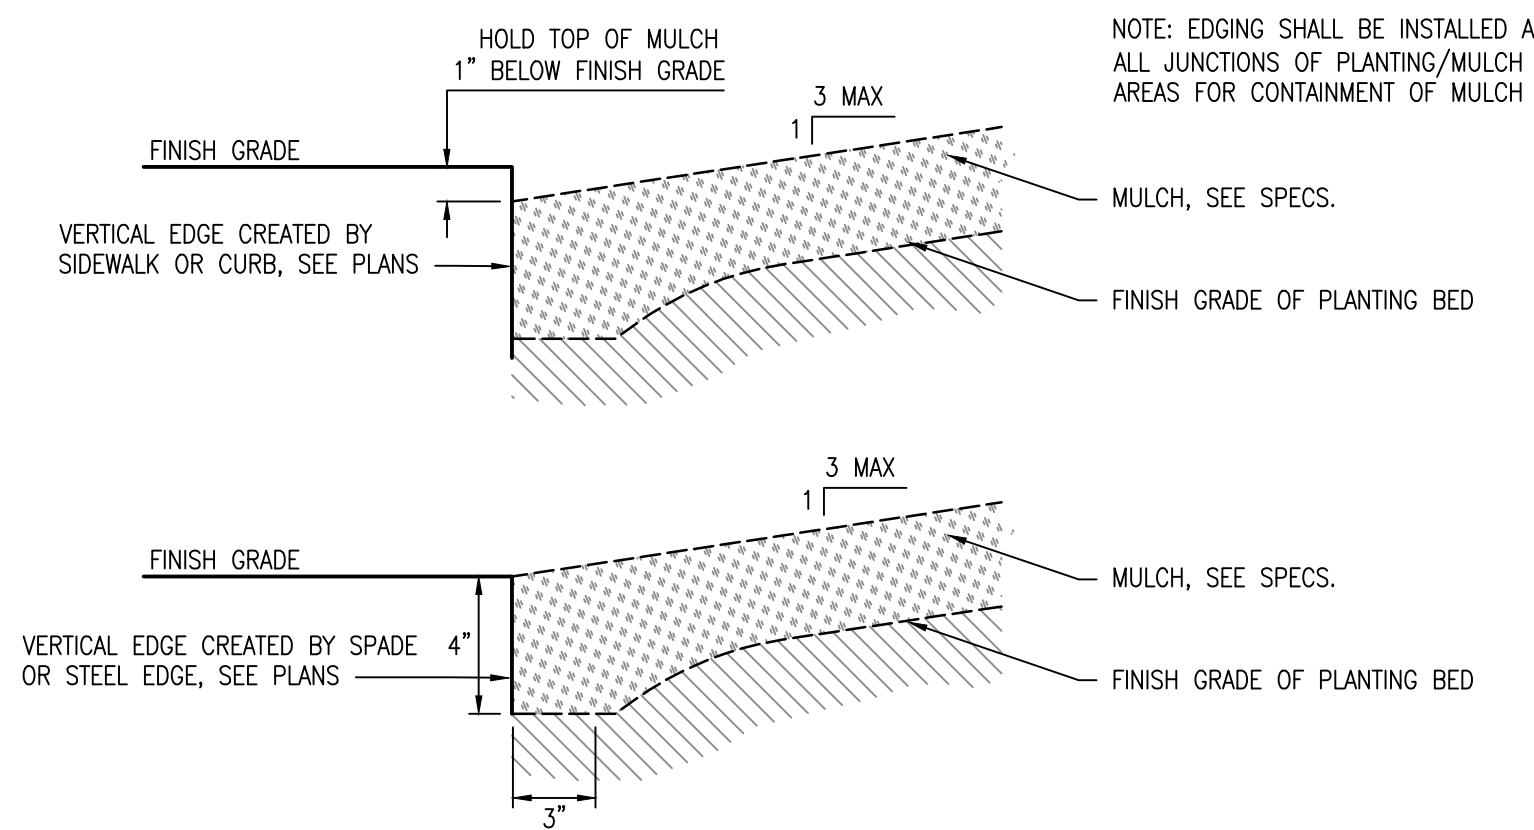 HOLD TOP OF MULCH
1” BELOW FINISH GRADE
NOTE: EDGING SHALL BE INSTALLED A
ALL JUNCTIONS OF PLANTING/MULCH
AREAS FOR CONTAINMENT OF MULCH
3 MAX
1
FINISH GRADE
MULCH, SEE SPECS.
VERTICAL EDGE CREATED BY
SIDEWALK OR CURB, SEE PLANS
FINISH GRADE OF PLANTING BED
3 MAX
1
FINISH GRADE
MULCH, SEE SPECS.
VERTICAL EDGE CREATED BY SPADE
OR STEEL EDGE, SEE PLANS
4”
FINISH GRADE OF PLANTING BED
3”